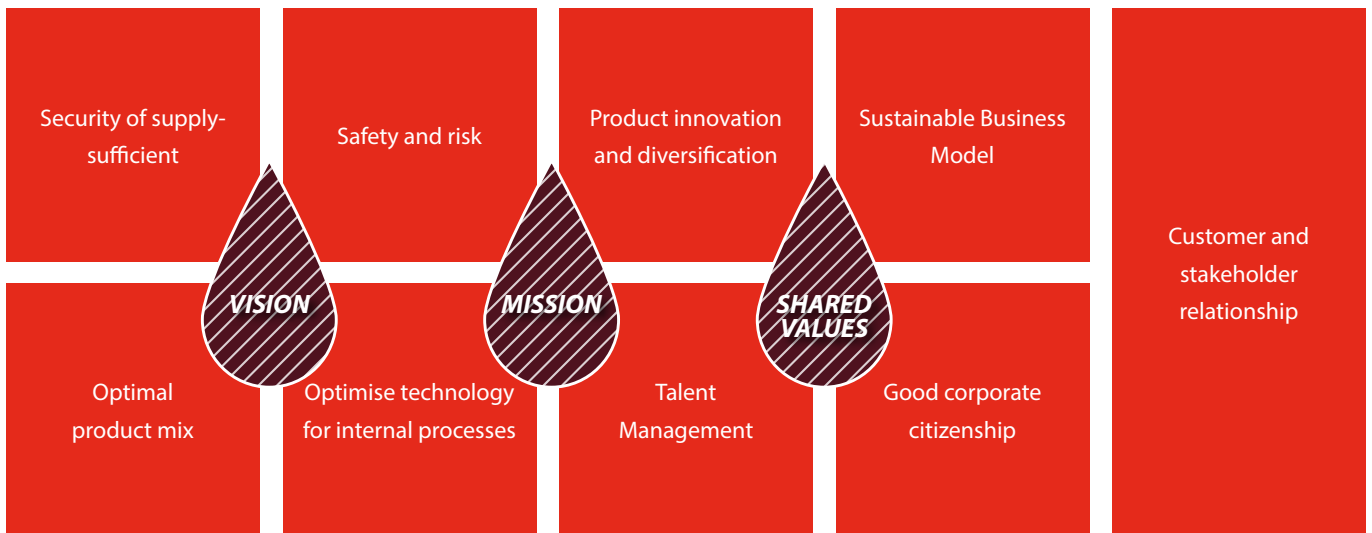 Security of supply-
sufficient
Safety and risk
Product innovation
and diversification
Sustainable Business
Model
Customer and
stakeholder
relationship
VISION
MISSION
SHARED
VALUES
Optimal
product mix
Optimise technology
for internal processes
Talent
Management
Good corporate
citizenship